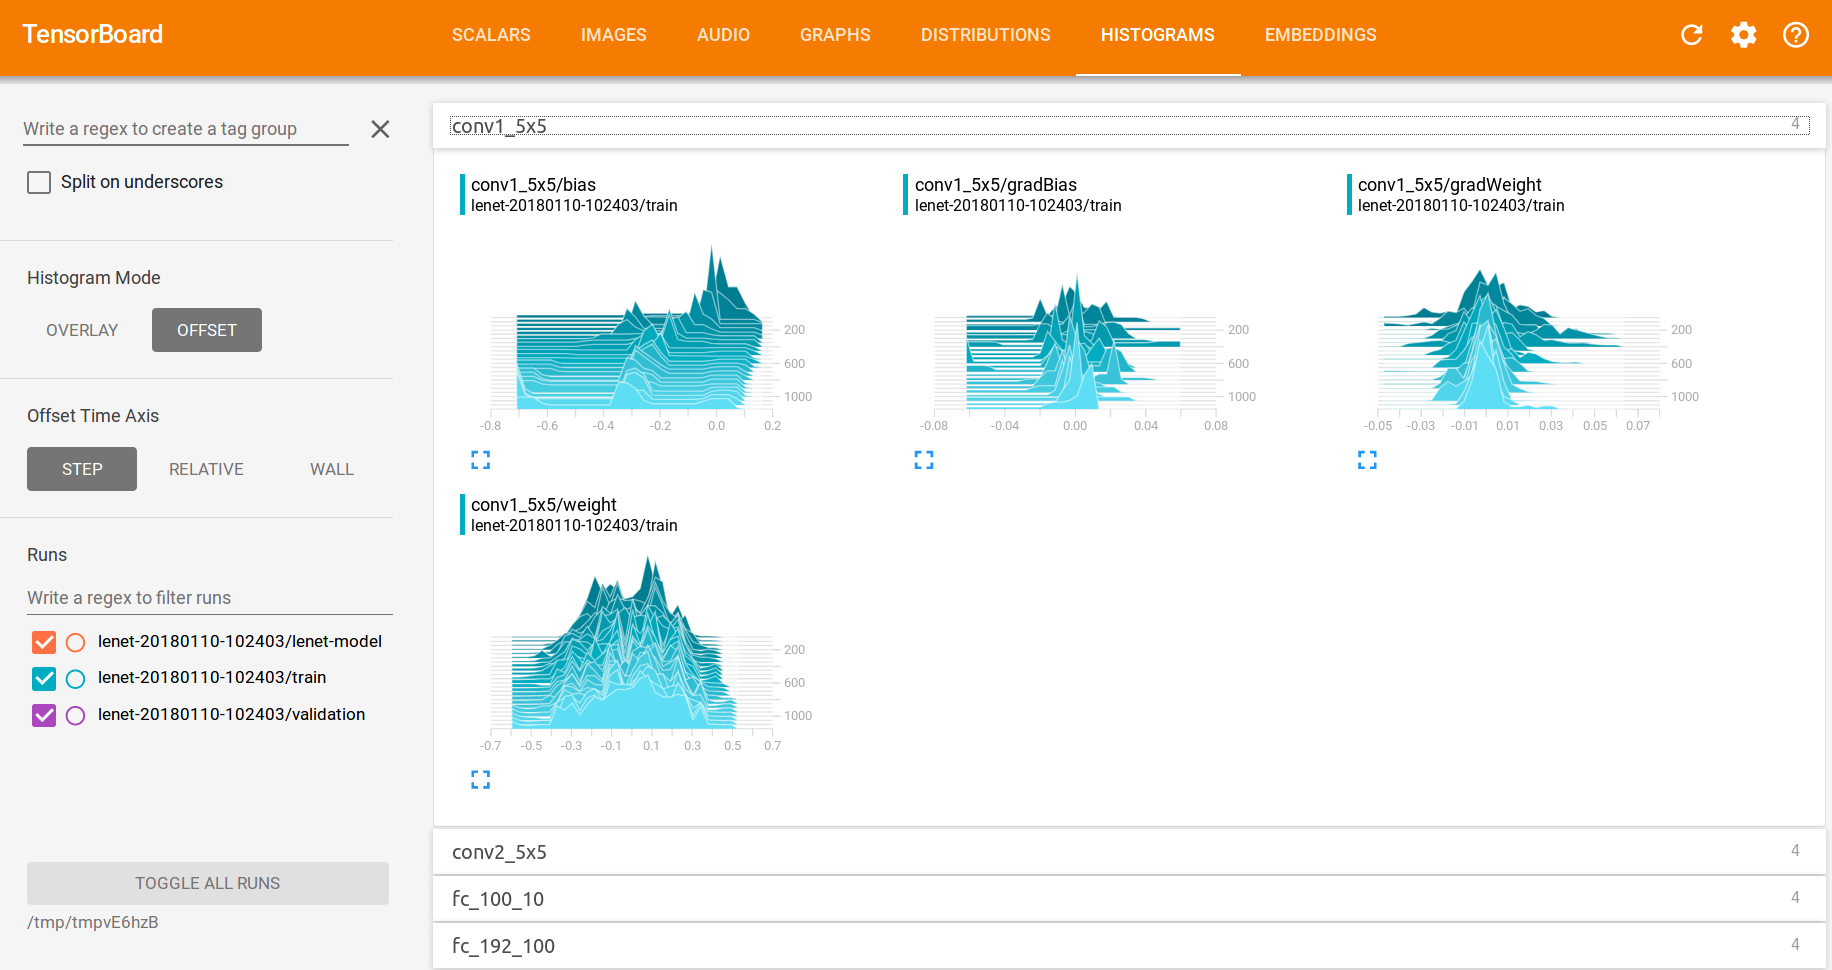 TensorBoard
SCALARS IMAGES AUDIO GRAPHS DISTRIBUTIONS HISTOGRAMS EMBEDDINGS
Write a regex to create a tag group
Split on underscores
Histogram Mode
OVERLAY OFFSET
Offset Time Axis
STEP RELATIVE WALL
Runs
Write a regex to filter runs
lenet-20180110-102403/lenet-model
lenet-20180110-102403/train
lenet-20180110-102403/validation
TOGGLE ALL RUNS
/tmp/tmpvE6hzB
conv1_5x5 4
conv1_5x5/bias
lenet-20180110-102403/train
200
600
1000
-0.8 -0.6 -0.4 -0.2 0.0 0.2
conv1_5x5/gradBias
lenet-20180110-102403/train
200
600
1000
-0.08 -0.04 0.00 0.04 0.08
conv1_5x5/gradWeight
lenet-20180110-102403/train
200
600
1000
-0.05 -0.03 -0.01 0.01 0.03 0.05 0.07
conv1_5x5/weight
lenet-20180110-102403/train
200
600
1000
-0.7 -0.5 -0.3 -0.1 0.1 0.3 0.5 0.7
conv2_5x5 4
fc_100_10 4
fc_192_100 4